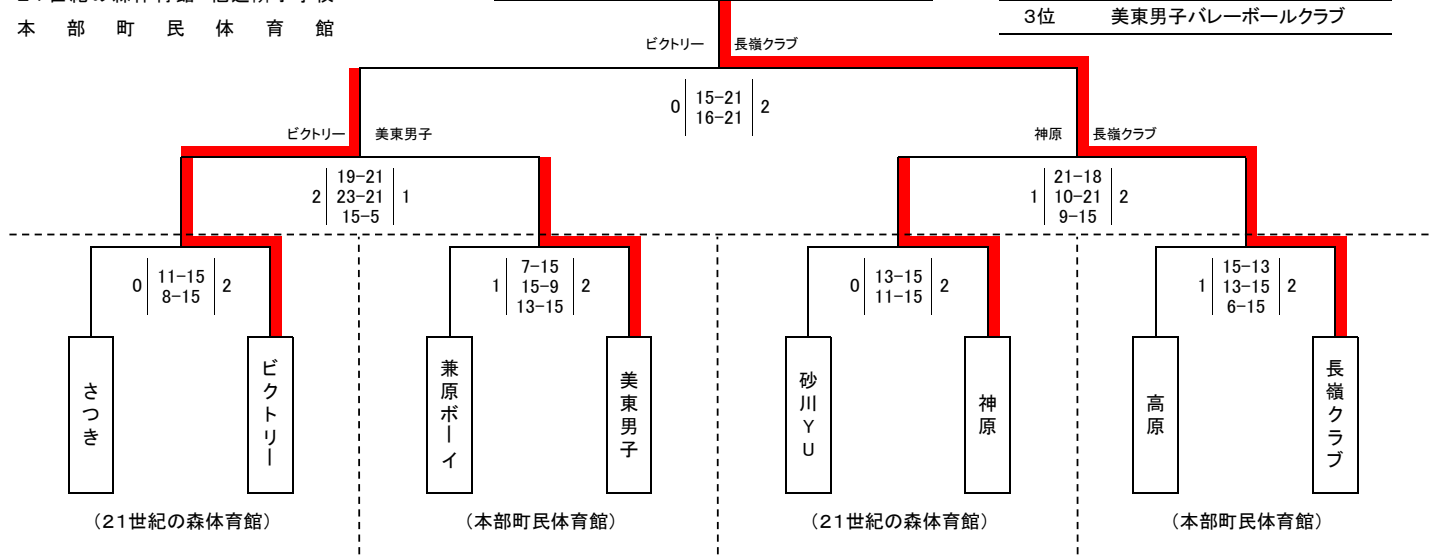 本部町民体育館
3位 美東男子バレーボールクラブ
ビクトリー 長嶺クラブ
0 15-21 2
16-21
ビクトリー 美東男子
神原 長嶺クラブ
19-21
2 23-21 1
15-5
21-18
1 10-21 2
9-15
0 11-15 2
8-15
7-15
1 15-9 2
13-15
0 13-15 2
11-15
15-13
1 13-15 2
6-15
さつき
ビクトリー
兼原ボーイ
美東男子
砂川YU
神原
高原
長嶺クラブ
(21世紀の森体育館)
(本部町民体育館)
(21世紀の森体育館)
(本部町民体育館)